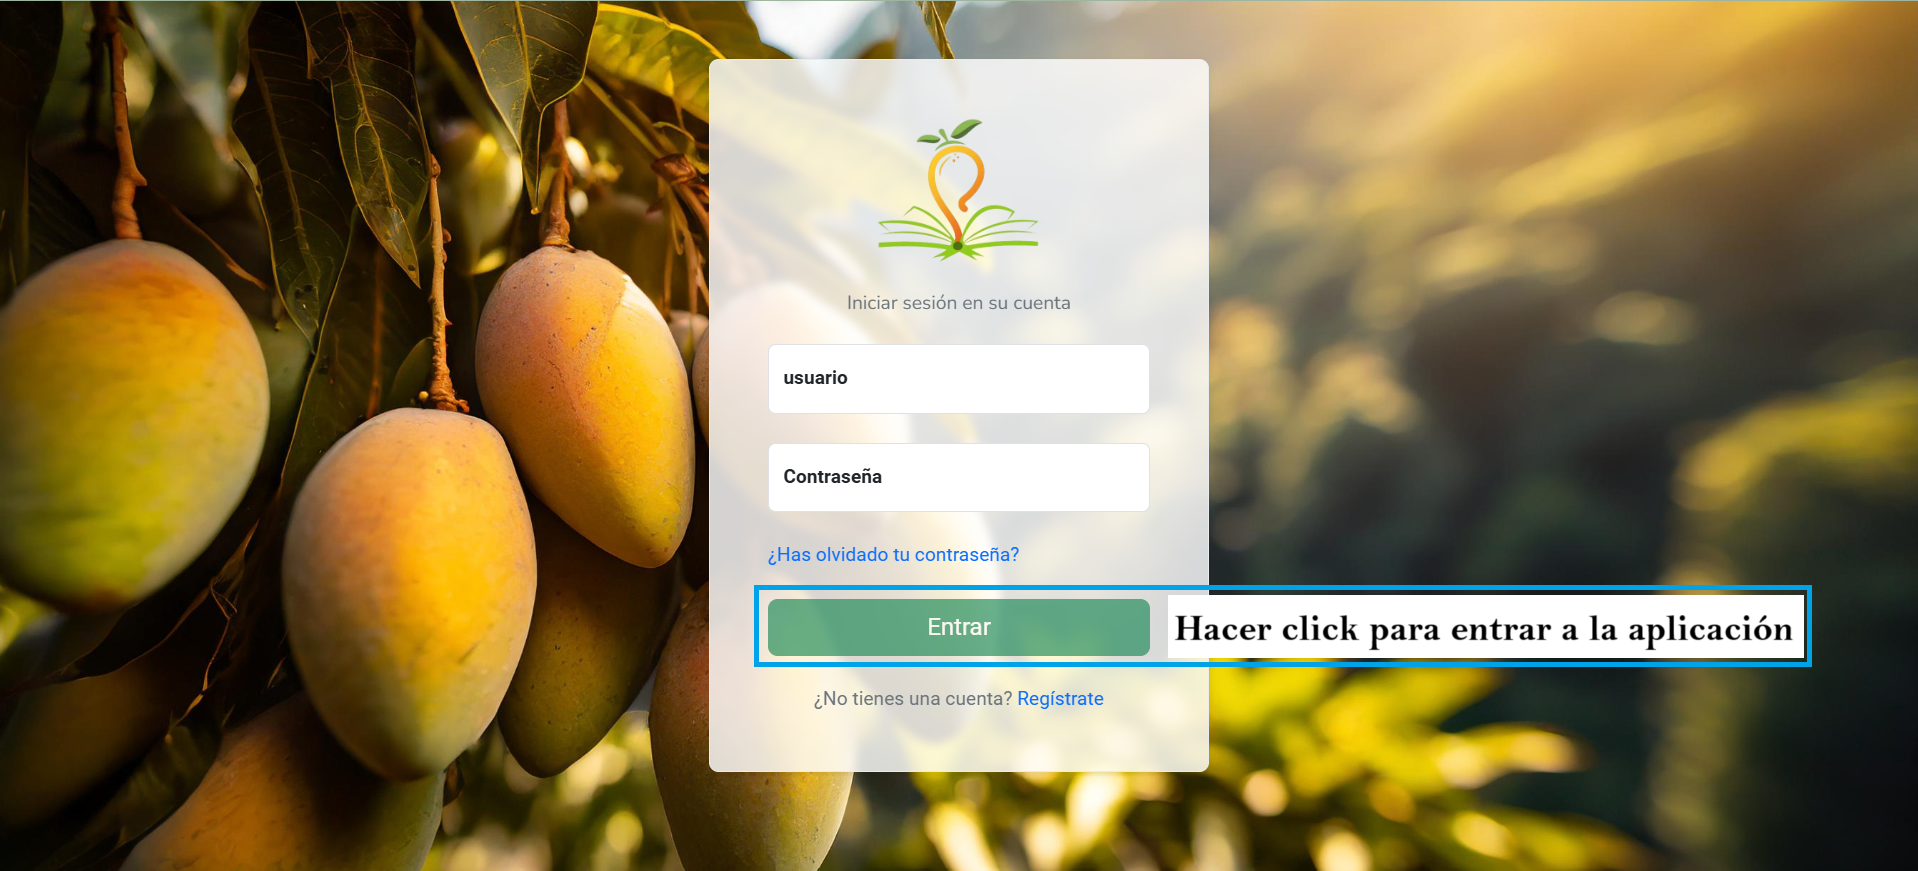 Iniciar sesión en su cuenta
usuario
Contraseña
¿Has olvidado tu contraseña?
Entrar
Hacer click para entrar a la aplicación
¿No tienes una cuenta? Regístrate